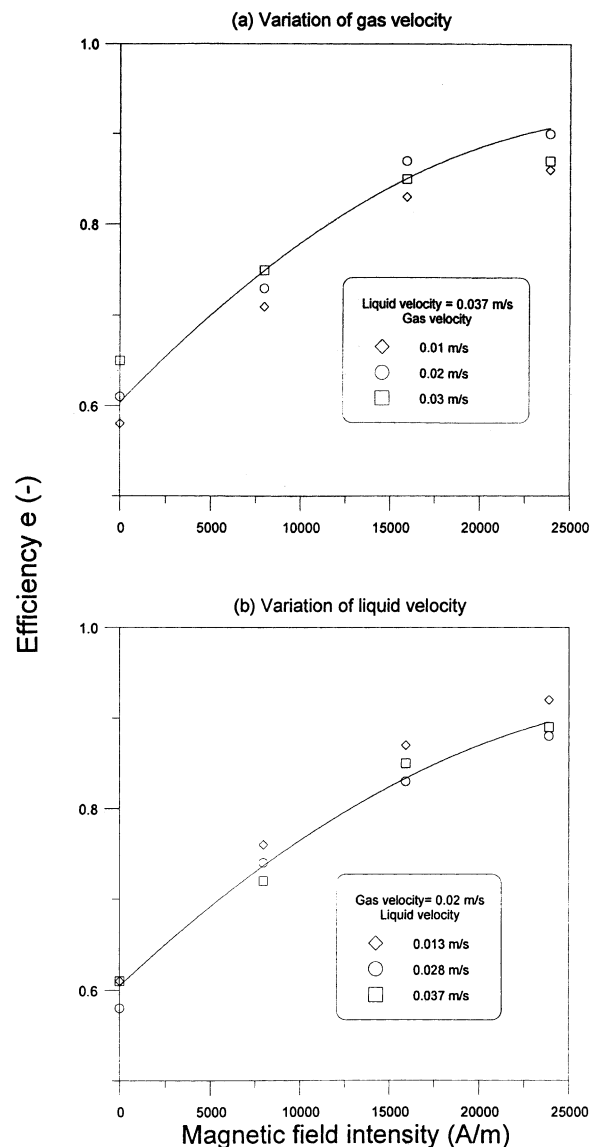 (a) Variation of gas velocity
1.0
0.8
0.6
Liquid velocity = 0.037 m/s
Gas velocity
0.01 m/s
0.02 m/s
0.03 m/s
0 5000 10000 15000 20000 25000
Efficiency e (-)
(b) Variation of liquid velocity
1.0
0.8
0.6
Gas velocity= 0.02 m/s
Liquid velocity
0.013 m/s
0.028 m/s
0.037 m/s
0 5000 10000 15000 20000 25000
Magnetic field intensity (A/m)